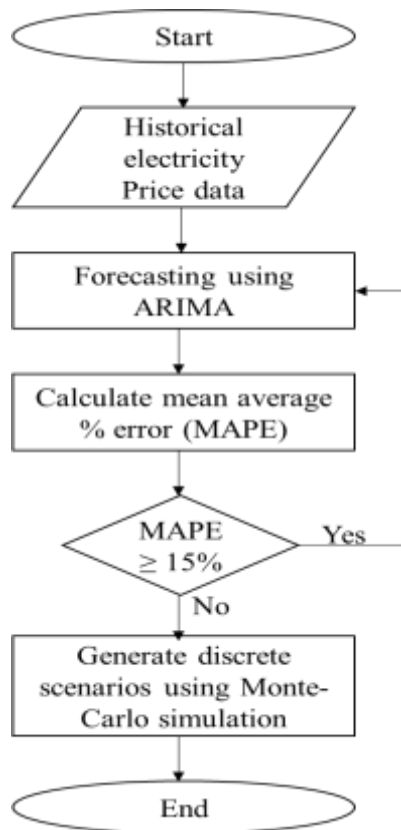 Start
Historical
electricity
Price data
Forecasting using
ARIMA
Calculate mean average
% error (MAPE)
MAPE
≥ 15%
Yes
No
Generate discrete
scenarios using Monte-
Carlo simulation
End